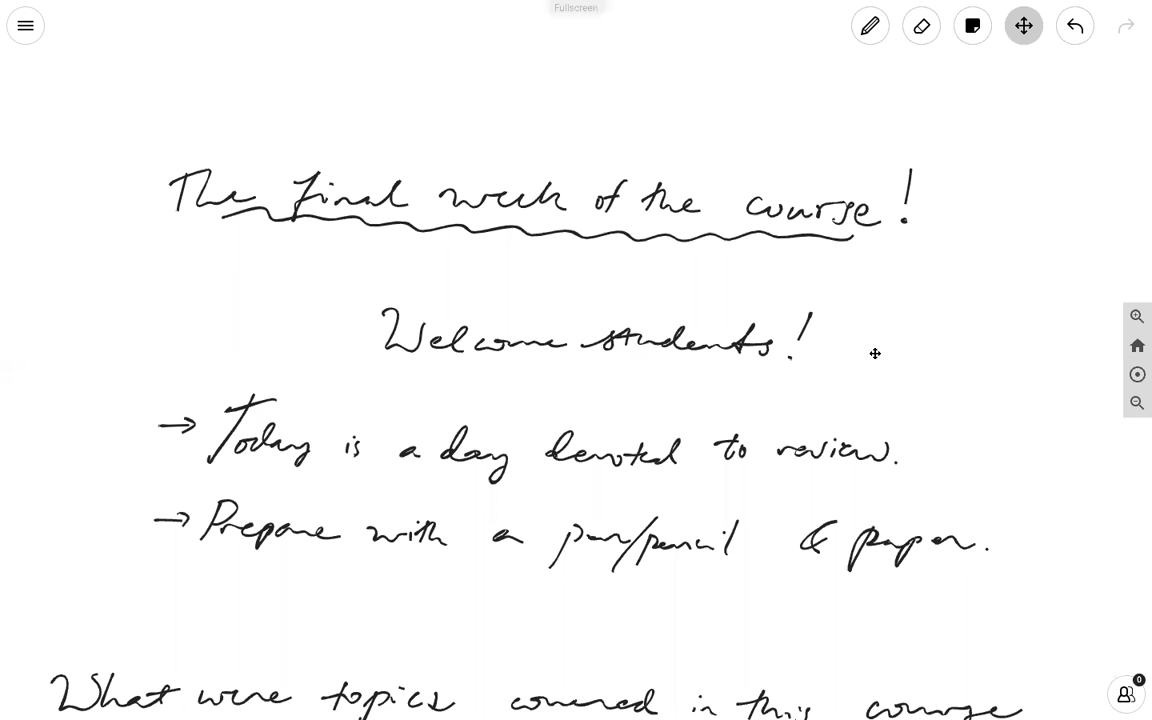 Fullscreen
The final week of the course!
Welcome students!
→ Today is a day devoted to review.
→ Prepare with a pen/pencil & paper.
What were topics covered in this course
0